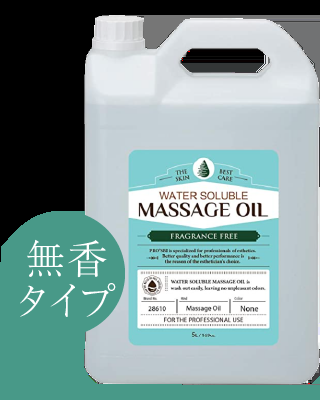 THE SKIN
BEST CARE
WATER SOLUBLE
MASSAGE OIL
FRAGRANCE FREE
is specialized for professionals of esthetics.
Better quality and better performance is
the reason of the esthetician's choice.
WATER SOLUBLE MASSAGE OIL is
wash out easily, leaving no unpleasant odors.
Color
28610
Massage Oil
None
FOR THE PROFESSIONAL USE
無香
タイプ